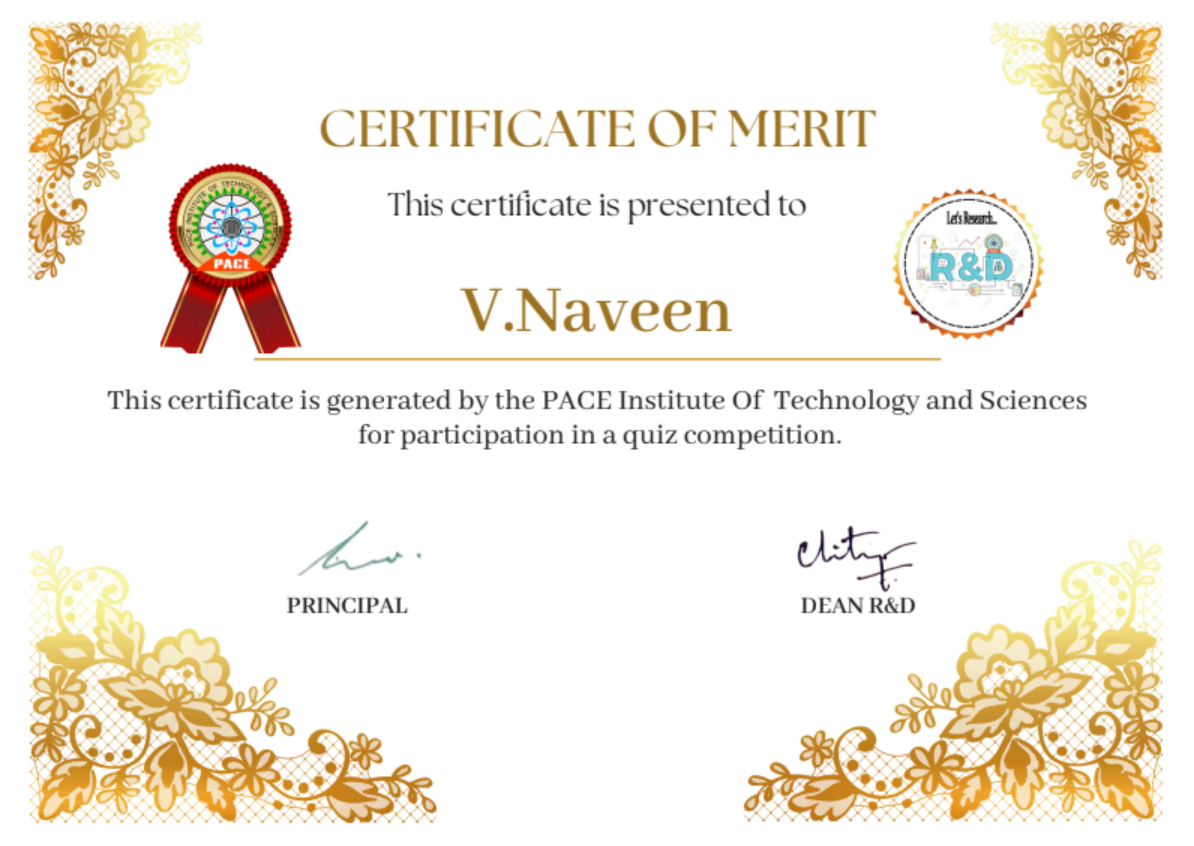 CERTIFICATE OF MERIT
This certificate is presented to
PACE INSTITUTE OF TECHNOLOGY & SCIENCES
PACE
Let's Research...
R&D
V.Naveen
This certificate is generated by the PACE Institute Of Technology and Sciences
for participation in a quiz competition.
PRINCIPAL
DEAN R&D